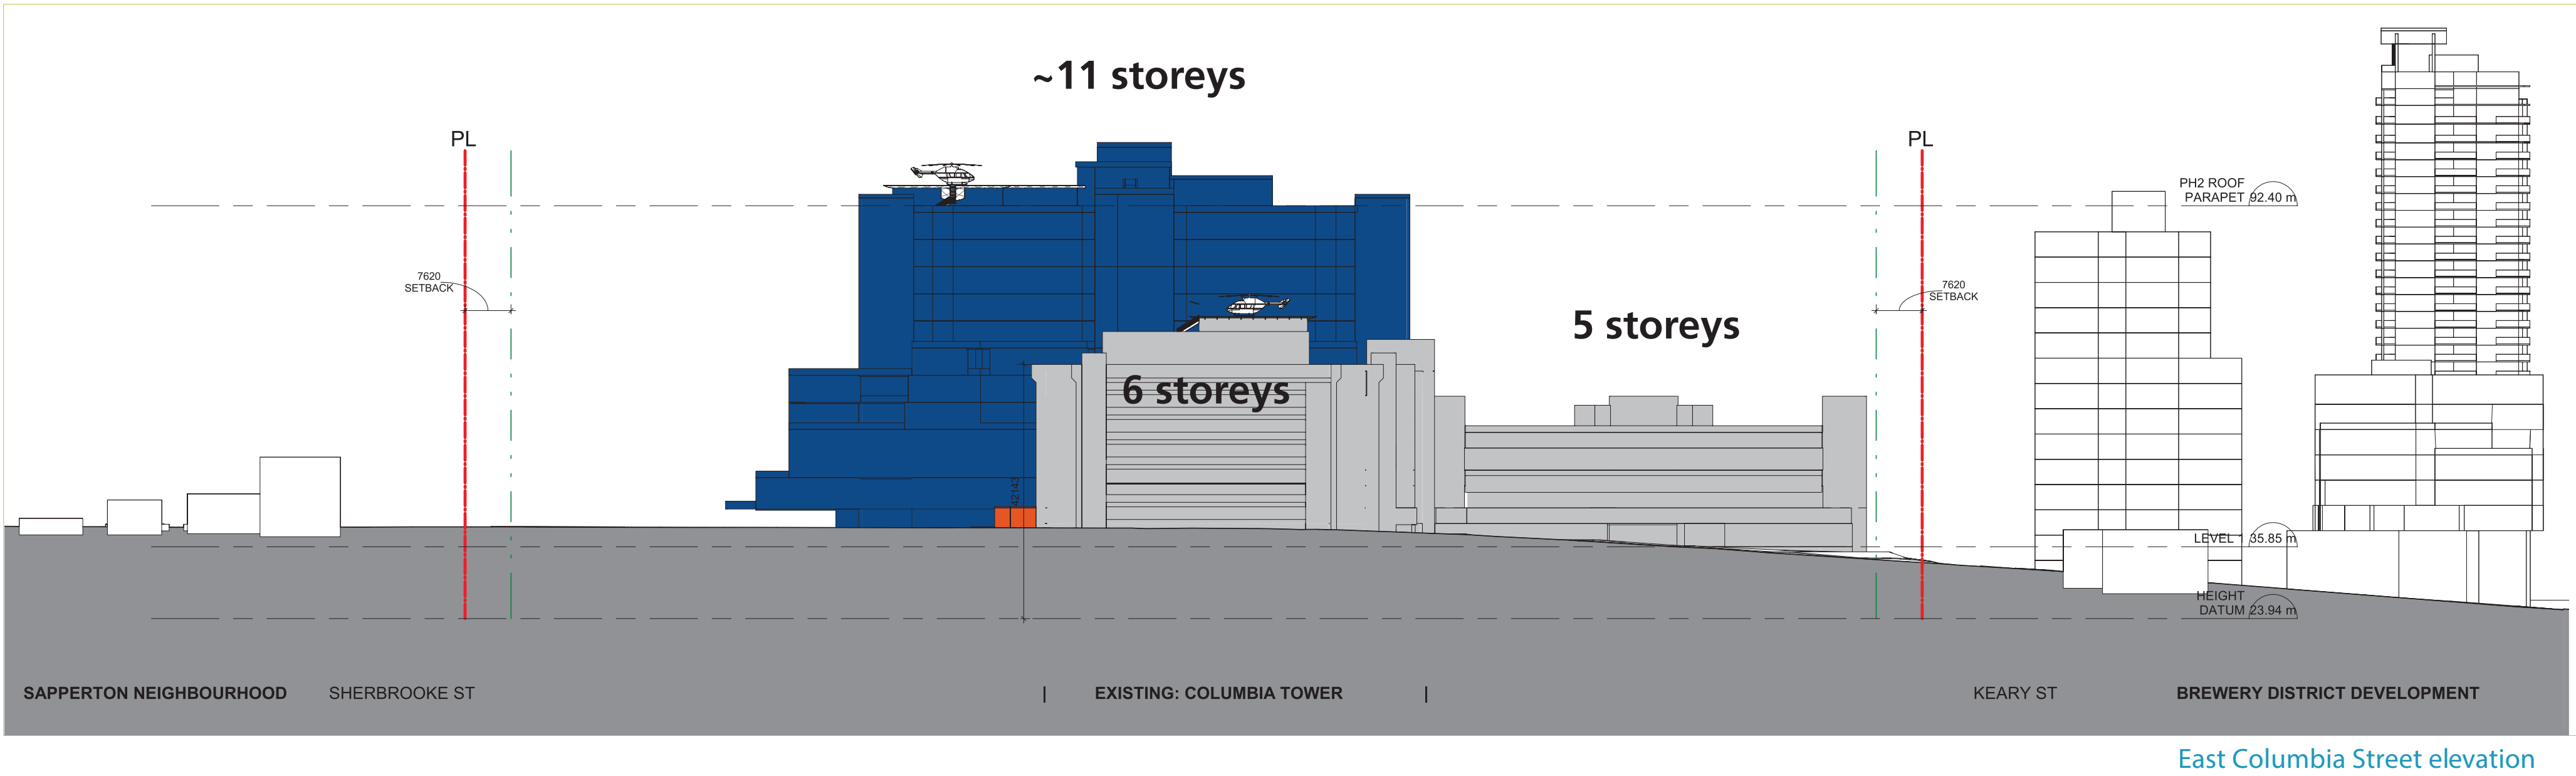 ~11 storeys
PL
PL
PH2 ROOF
PARAPET 92.40 m
7620
SETBACK
7620
SETBACK
5 storeys
6 storeys
42143
LEVEL 1 35.85 m
HEIGHT
DATUM 23.94 m
SAPPERTON NEIGHBOURHOOD SHERBROOKE ST | EXISTING: COLUMBIA TOWER | KEARY ST BREWERY DISTRICT DEVELOPMENT
East Columbia Street elevation